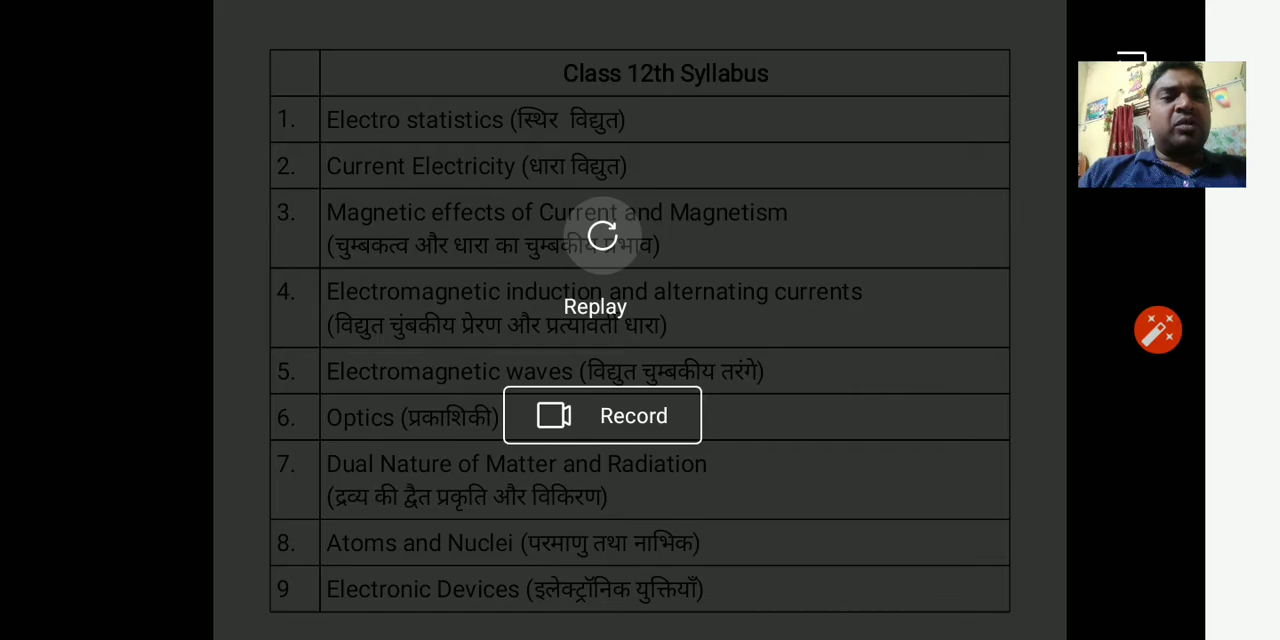 Class 12th Syllabus
1. Electro statistics (स्थिर विद्युत)
2. Current Electricity (धारा विद्युत)
3. Magnetic effects of Current and Magnetism
(चुम्बकत्व और धारा का चुम्बकीय प्रभाव)
4. Electromagnetic induction and alternating currents
(विद्युत चुंबकीय प्रेरण और प्रत्यावर्ती धारा)
Replay
5. Electromagnetic waves (विद्युत चुम्बकीय तरंगे)
6. Optics (प्रकाशिकी)
Record
7. Dual Nature of Matter and Radiation
(द्रव्य की द्वैत प्रकृति और विकिरण)
8. Atoms and Nuclei (परमाणु तथा नाभिक)
9 Electronic Devices (इलेक्ट्रॉनिक युक्तियाँ)